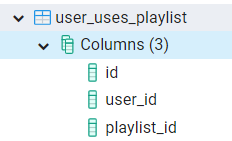 user_uses_playlist
Columns (3)
id
user_id
playlist_id